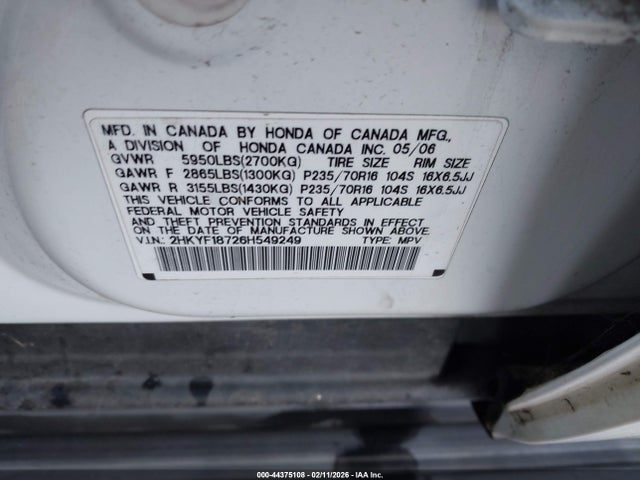 MFD. IN CANADA BY HONDA OF CANADA MFG.,
A DIVISION OF HONDA CANADA INC. 05/06
GVWR 5950LBS(2700KG) TIRE SIZE RIM SIZE
GAWR F 2865LBS(1300KG) P235/70R16 104S 16X6.5JJ
GAWR R 3155LBS(1430KG) P235/70R16 104S 16X6.5JJ
THIS VEHICLE CONFORMS TO ALL APPLICABLE
FEDERAL MOTOR VEHICLE SAFETY
AND THEFT PREVENTION STANDARDS IN EFFECT
ON THE DATE OF MANUFACTURE SHOWN ABOVE.
V.I.N.: 2HKYF18726H549249 TYPE: MPV
000-44375108 - 02/11/2026 - IAA Inc.